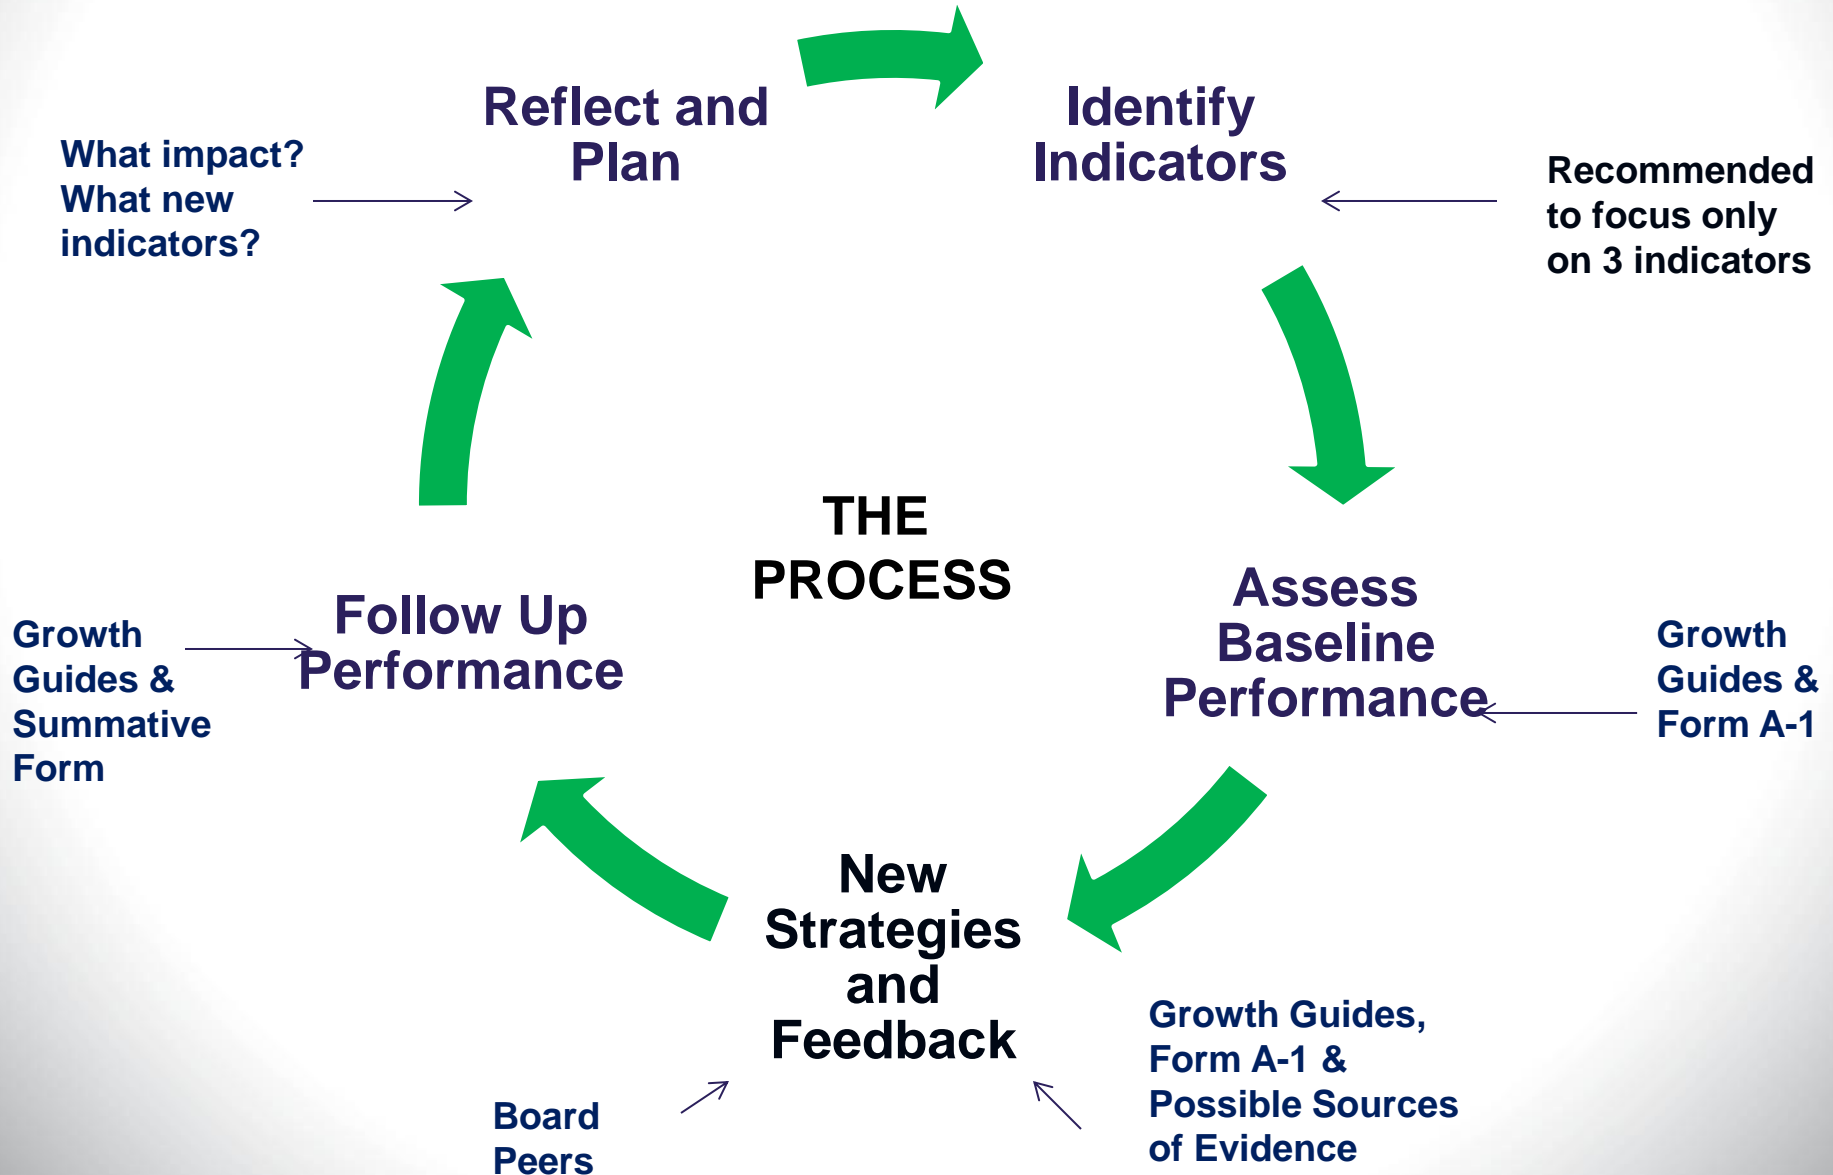 Reflect and
Plan
Identify
Indicators
What impact?
What new
indicators?
Recommended
to focus only
on 3 indicators
THE
PROCESS
Assess
Baseline
Performance
Growth
Guides &
Form A-1
Follow Up
Performance
Growth
Guides &
Summative
Form
New
Strategies
and
Feedback
Growth Guides,
Form A-1 &
Possible Sources
of Evidence
Board
Peers